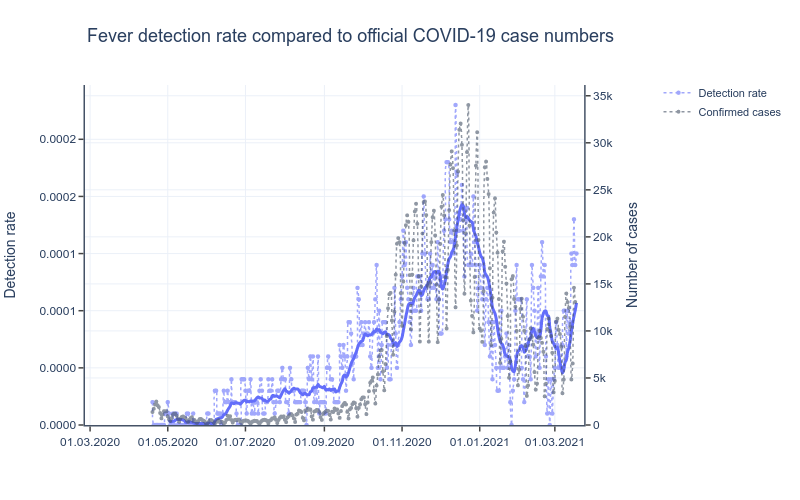 Fever detection rate compared to official COVID-19 case numbers
Detection rate
Confirmed cases
35k
30k
25k
20k
15k
10k
5k
0
0.0002
0.0002
0.0001
0.0001
0.0000
0.0000
Detection rate
Number of cases
01.03.2020
01.05.2020
01.07.2020
01.09.2020
01.11.2020
01.01.2021
01.03.2021